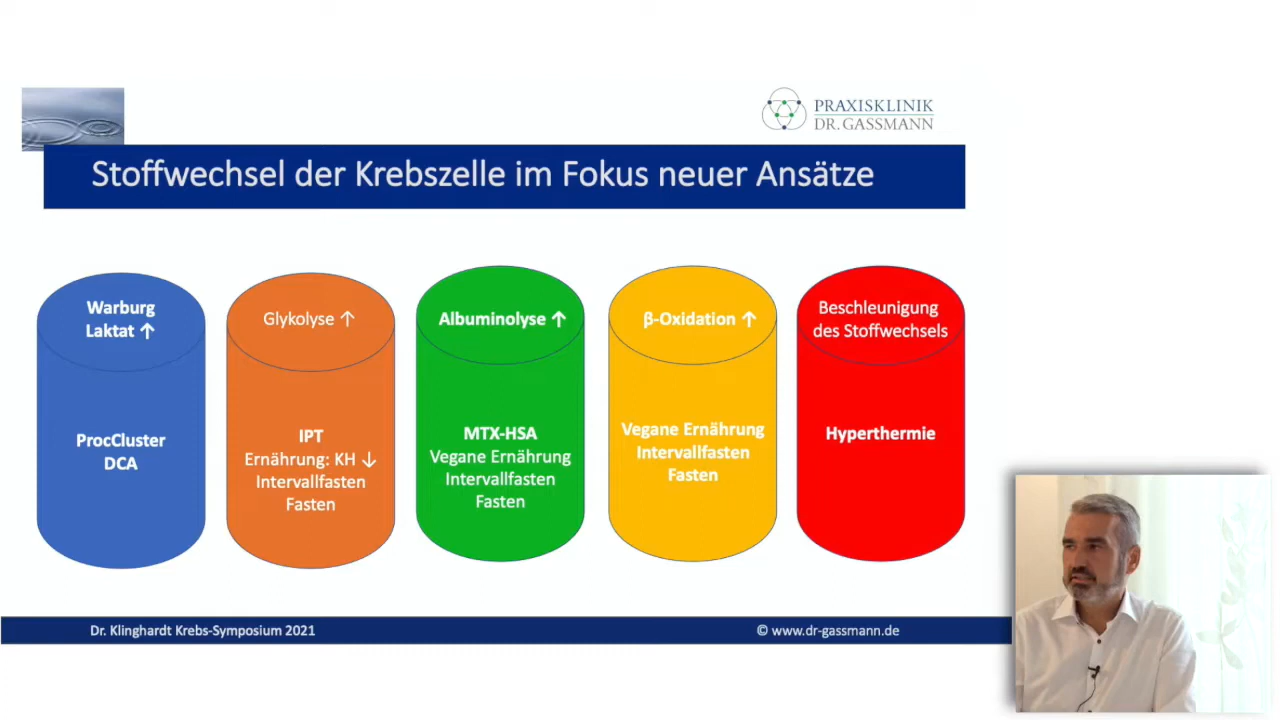 PRAXISKLINIK
DR. GASSMANN
Stoffwechsel der Krebszelle im Fokus neuer Ansätze
Warburg
Laktat ↑
ProcCluster
DCA
Glykolyse ↑
IPT
Ernährung: KH ↓
Intervallfasten
Fasten
Albuminolyse ↑
MTX-HSA
Vegane Ernährung
Intervallfasten
Fasten
β-Oxidation ↑
Vegane Ernährung
Intervallfasten
Fasten
Beschleunigung
des Stoffwechsels
Hyperthermie
Dr. Klinghardt Krebs-Symposium 2021
© www.dr-gassmann.de